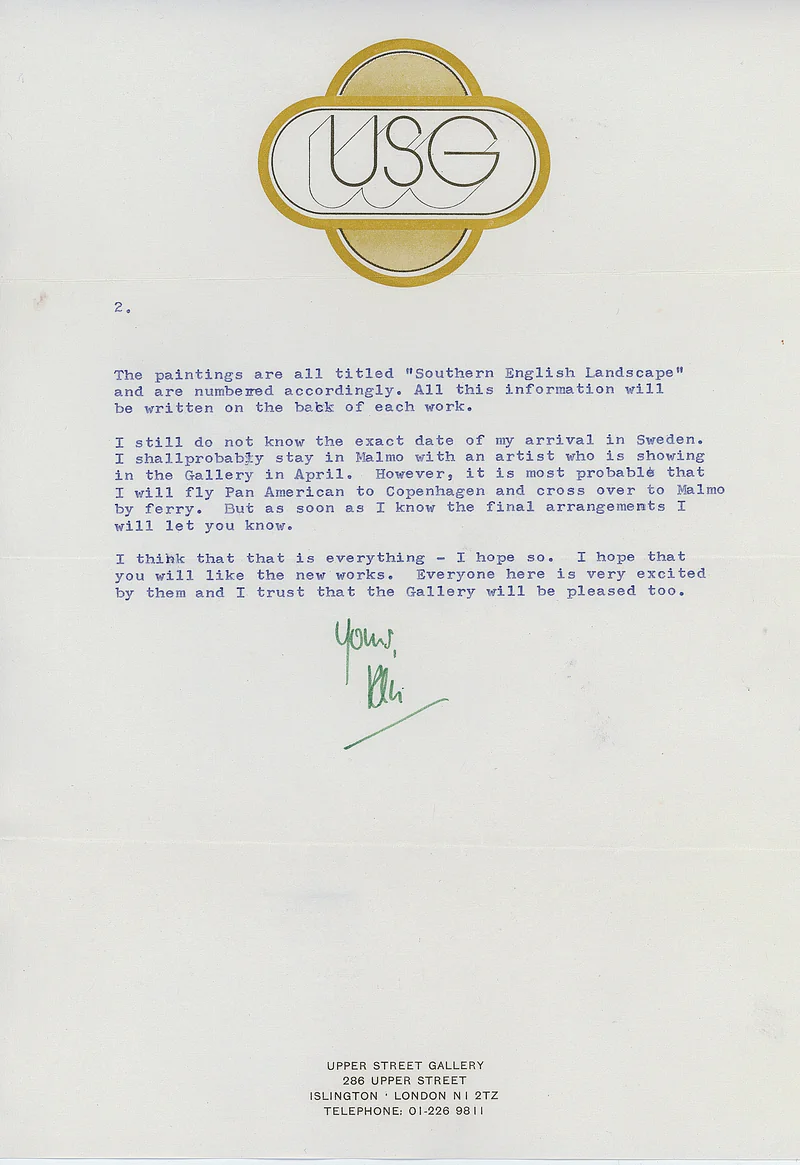 USG
2.
The paintings are all titled "Southern English Landscape"
and are numbered accordingly. All this information will
be written on the back of each work.
I still do not know the exact date of my arrival in Sweden.
I shallprobably stay in Malmo with an artist who is showing
in the Gallery in April. However, it is most probable that
I will fly Pan American to Copenhagen and cross over to Malmo
by ferry. But as soon as I know the final arrangements I
will let you know.
I think that that is everything - I hope so. I hope that
you will like the new works. Everyone here is very excited
by them and I trust that the Gallery will be pleased too.
Yours,
UPPER STREET GALLERY
286 UPPER STREET
ISLINGTON · LONDON N1 2TZ
TELEPHONE: 01-226 9811